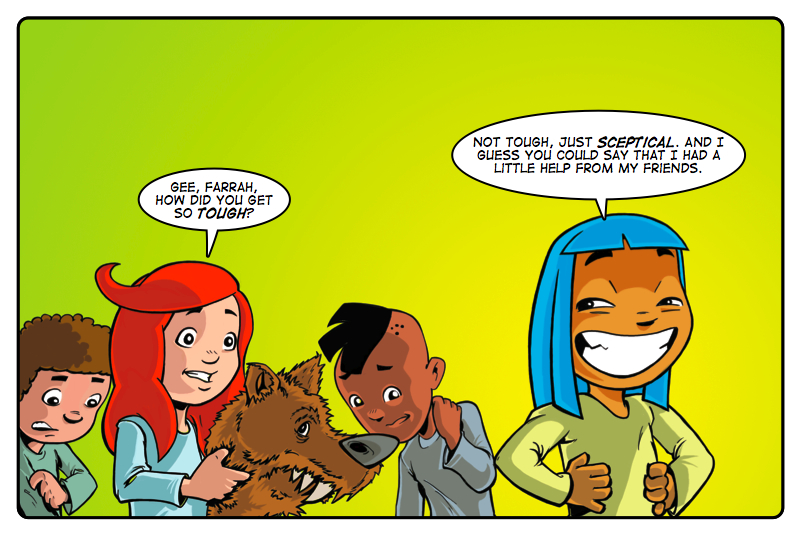 GEE, FARRAH,
HOW DID YOU GET
SO TOUGH?
NOT TOUGH, JUST SCEPTICAL. AND I
GUESS YOU COULD SAY THAT I HAD A
LITTLE HELP FROM MY FRIENDS.